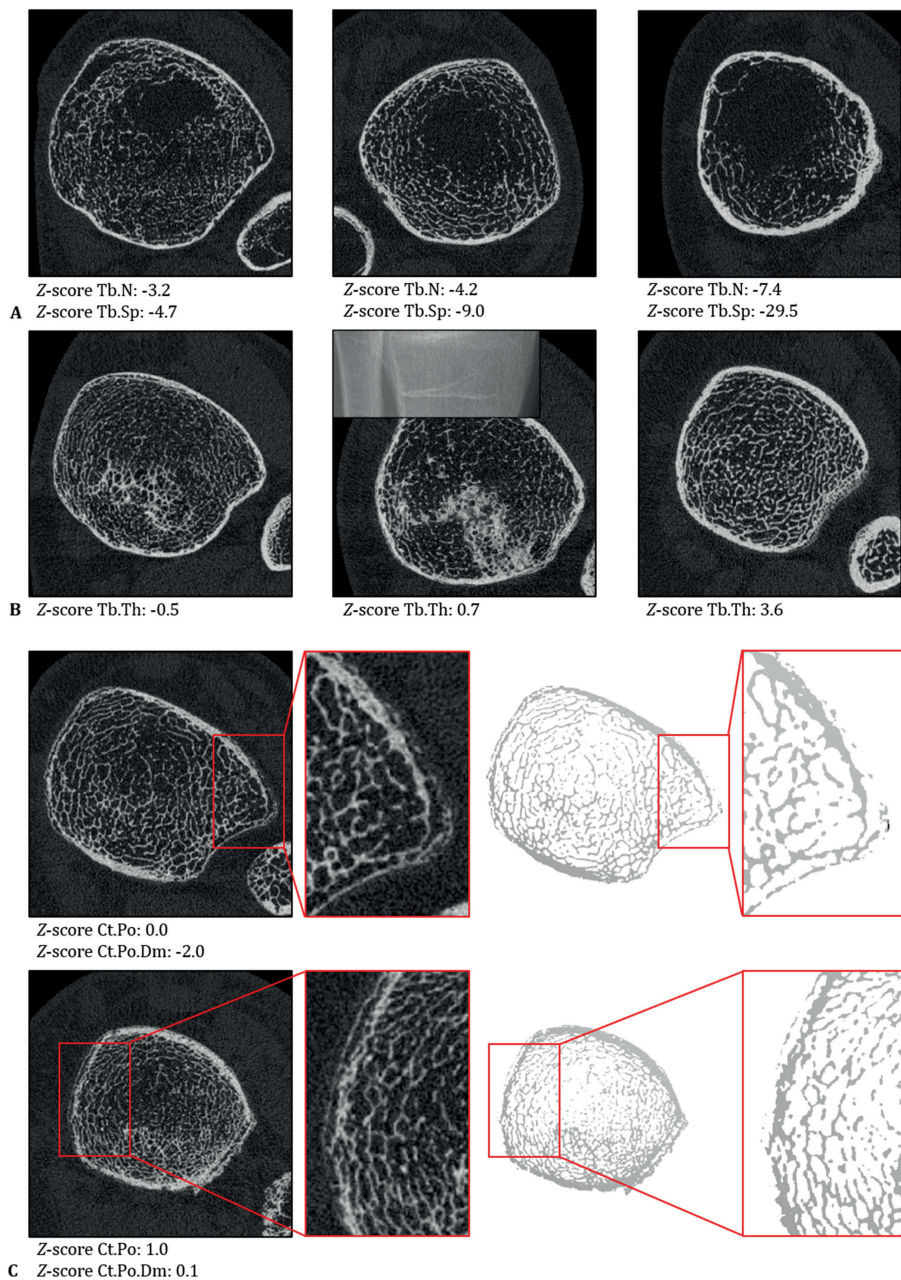 Z-score Tb.N: -3.2
Z-score Tb.Sp: -4.7
Z-score Tb.N: -4.2
Z-score Tb.Sp: -9.0
Z-score Tb.N: -7.4
Z-score Tb.Sp: -29.5
A
Z-score Tb.Th: -0.5
Z-score Tb.Th: 0.7
Z-score Tb.Th: 3.6
B
Z-score Ct.Po: 0.0
Z-score Ct.Po.Dm: -2.0
Z-score Ct.Po: 1.0
Z-score Ct.Po.Dm: 0.1
C